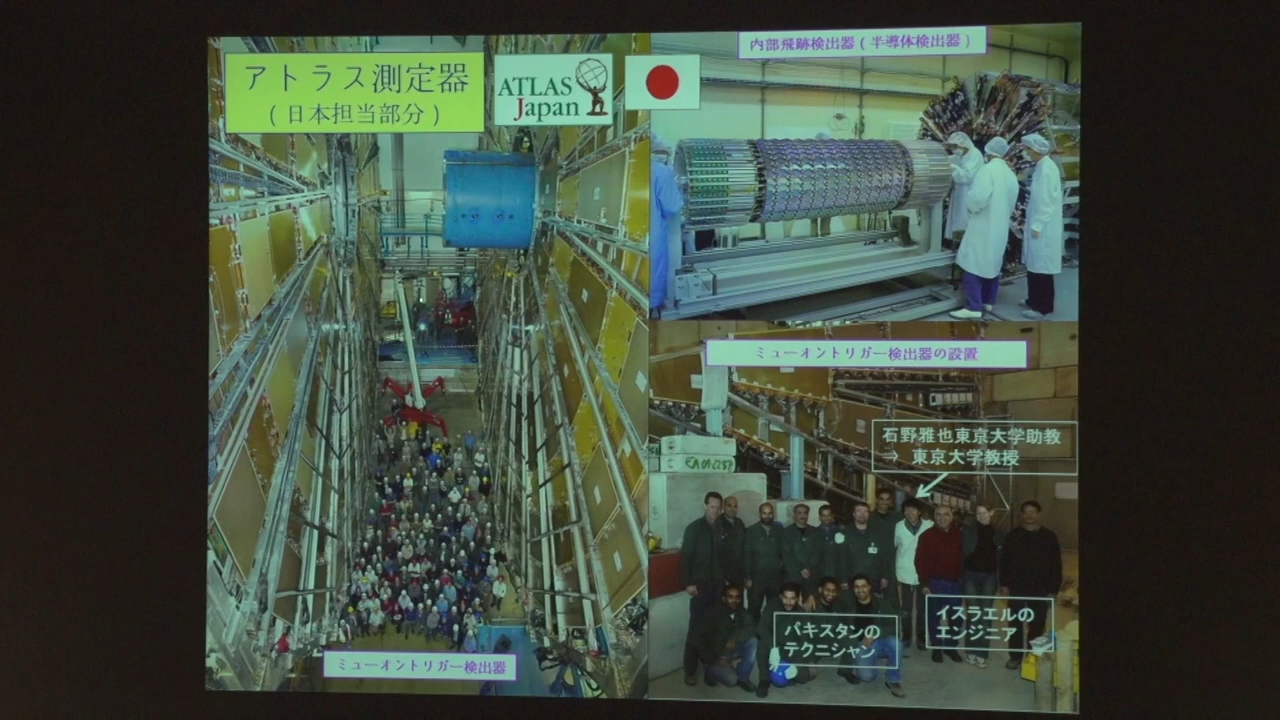 アトラス測定器
(日本担当部分)
ATLAS
Japan
内部飛跡検出器(半導体検出器)
ミューオントリガー検出器の設置
石野雅也東京大学助教
⇒ 東京大学教授
パキスタンの
テクニシャン
イスラエルの
エンジニア
ミューオントリガー検出器